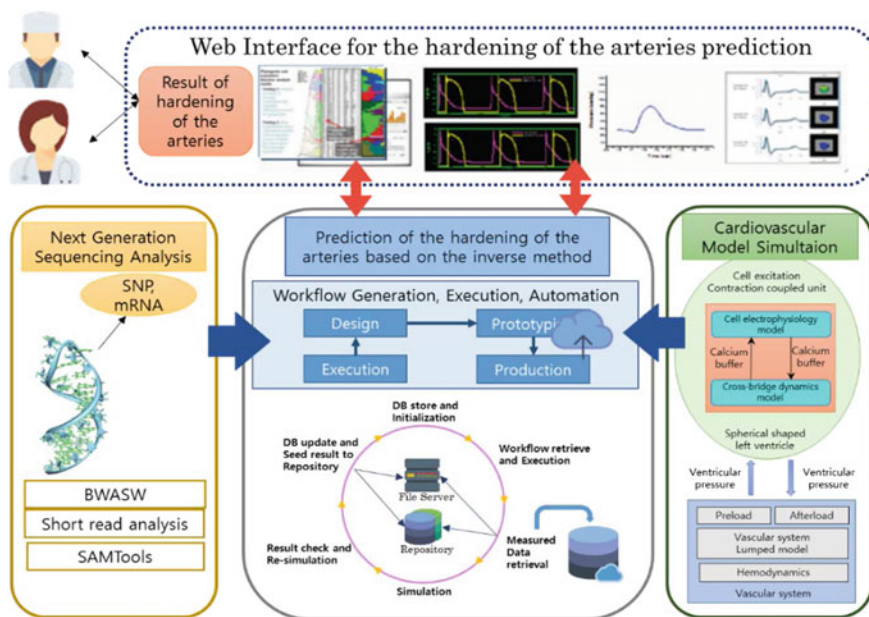 Web Interface for the hardening of the arteries prediction
Result of
hardening
of the
arteries
Next Generation
Sequencing Analysis
SNP,
mRNA
BWASW
Short read analysis
SAMTools
Prediction of the hardening of the
arteries based on the inverse method
Workflow Generation, Execution, Automation
Design
Execution
Production
DB store and
Initialization
DB update and
Seed result to
Repository
Workflow retrieve
and Execution
File Server
Repository
Result check and
Re-simulation
Measured
Data
retrieval
Simulation
Cardiovascular
Model Simultaion
Cell excitation
Contraction coupled unit
Cell electrophysiology
model
Calcium
buffer
Calcium
buffer
Cross-bridge dynamics
model
Spherical shaped
left ventricle
Ventricular
pressure
Ventricular
pressure
Preload
Afterload
Vascular system
Lumped model
Hemodynamics
Vascular system